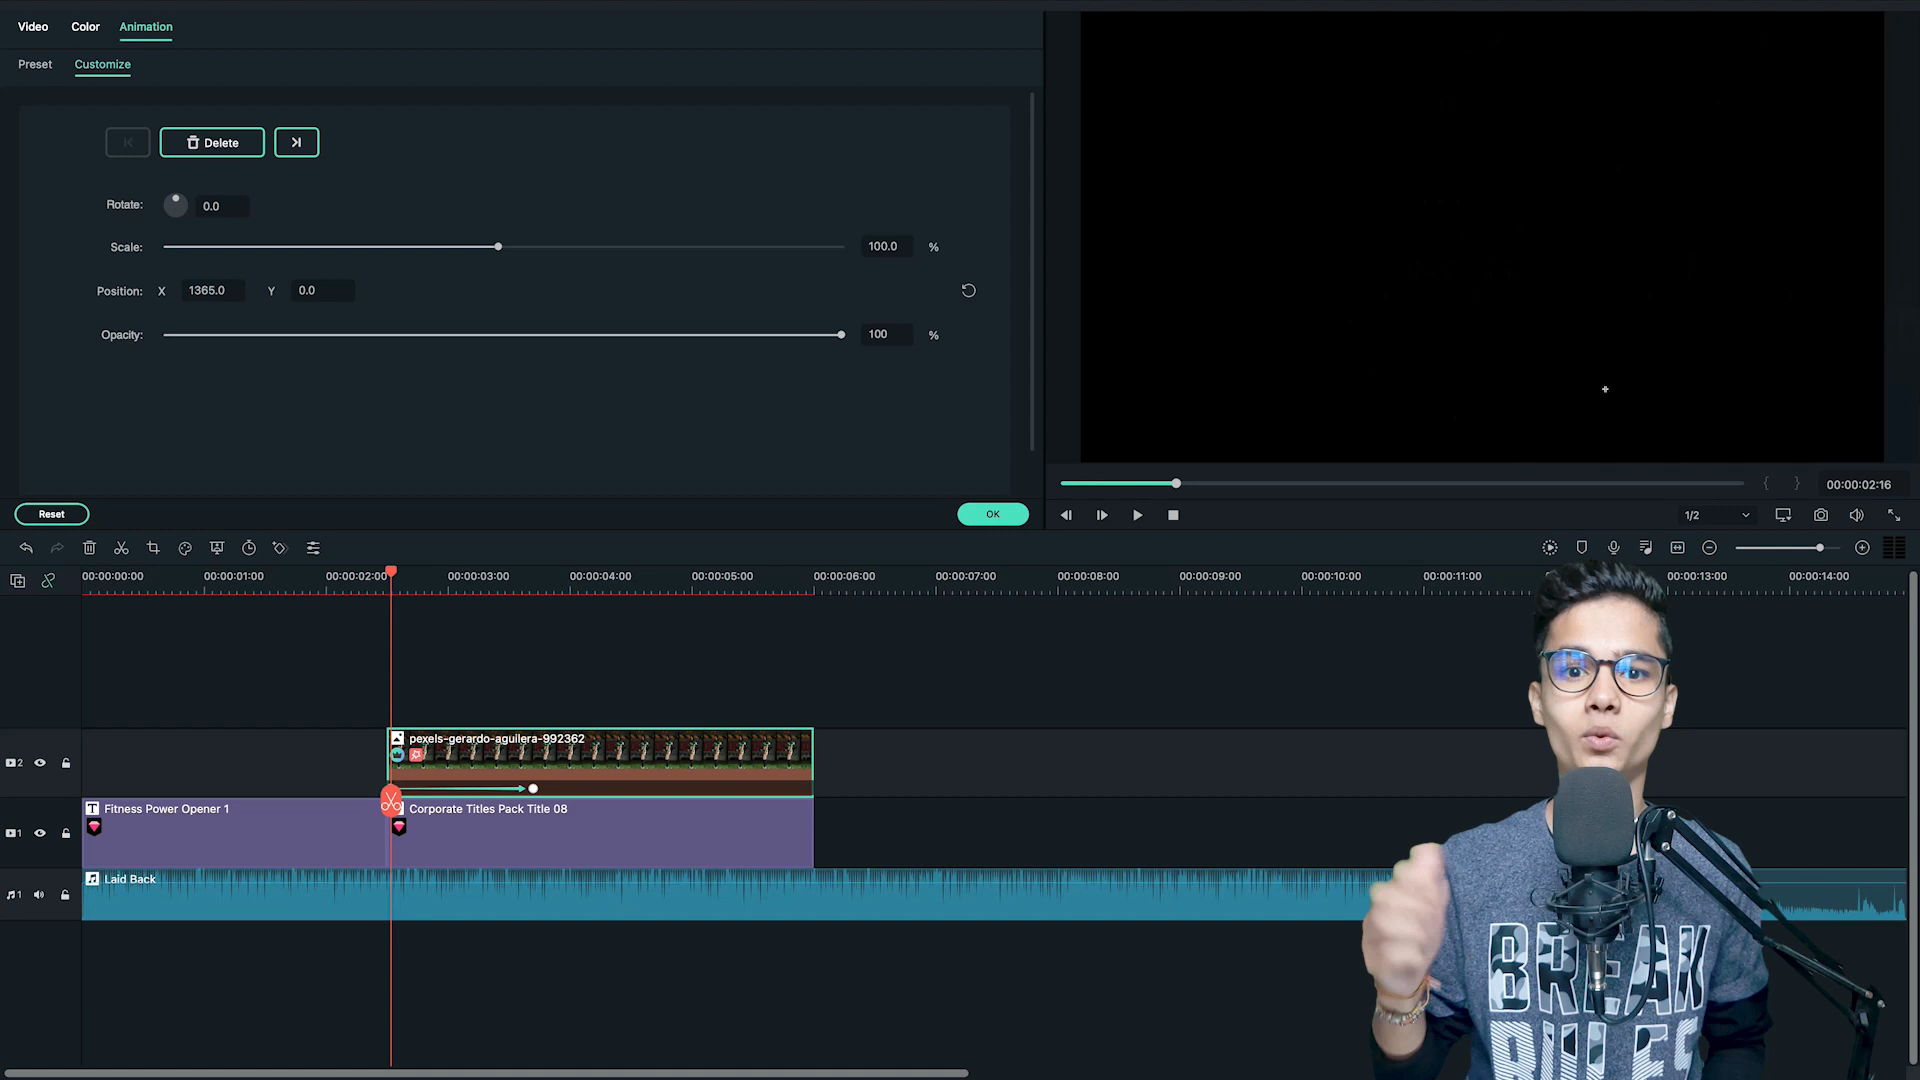 Video Color Animation
Preset Customize
Delete
Rotate: 0.0
Scale: 100.0 %
Position: X 1365.0 Y 0.0
Opacity: 100 %
Reset OK
00:00:02:16
1/2
00:00:00:00 00:00:01:00 00:00:02:00 00:00:03:00 00:00:04:00 00:00:05:00 00:00:06:00 00:00:07:00 00:00:08:00 00:00:09:00 00:00:10:00 00:00:11:00 00:00:13:00 00:00:14:00
2 pexels-gerardo-aguilera-992362
1 T Fitness Power Opener 1 Corporate Titles Pack Title 08
1 Laid Back
BREAK
RULES